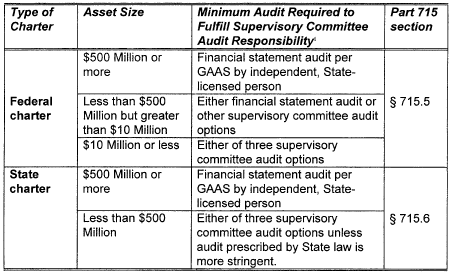 Type of Charter
Asset Size
Minimum Audit Required to
Fulfill Supervisory Committee
Audit Responsibilityⁱ
Part 715
section
Federal
charter
$500 Million or
more
Financial statement audit per
GAAS by independent, State-
licensed person
§ 715.5
Less than $500
Million but greater
than $10 Million
Either financial statement audit or
other supervisory committee audit
options
$10 Million or less
Either of three supervisory
committee audit options
State
charter
$500 Million or
more
Financial statement audit per
GAAS by independent, State-
licensed person
§ 715.6
Less than $500
Million
Either of three supervisory
committee audit options unless
audit prescribed by State law is
more stringent.